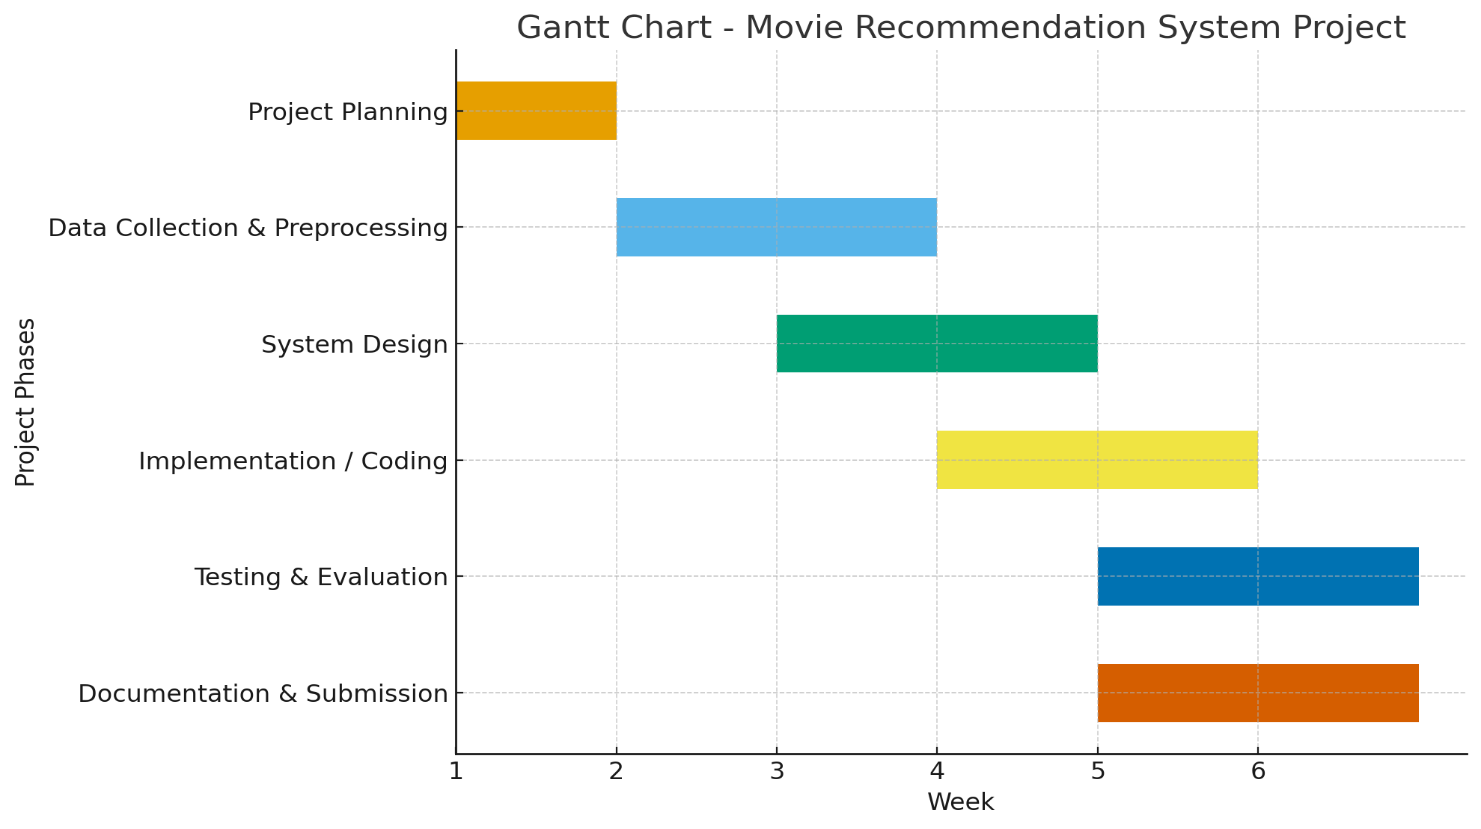 Gantt Chart - Movie Recommendation System Project
Project Phases
Project Planning
Data Collection & Preprocessing
System Design
Implementation / Coding
Testing & Evaluation
Documentation & Submission
1 2 3 4 5 6
Week